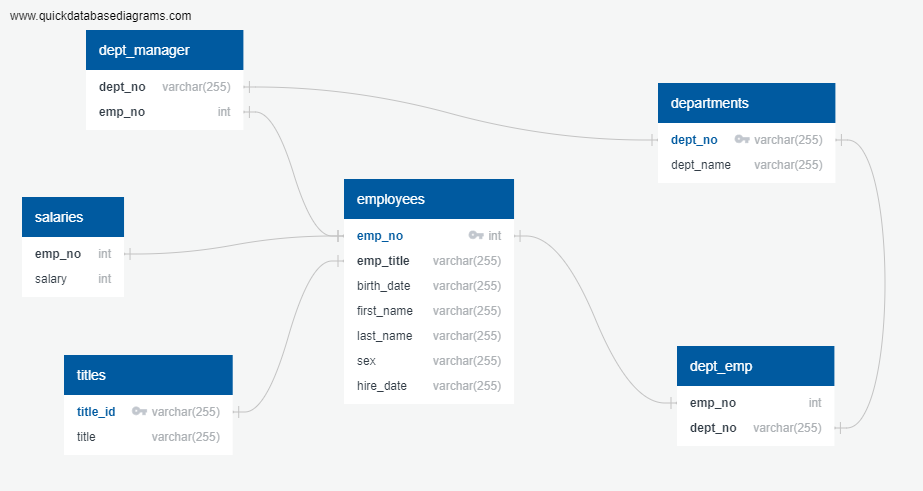 www.quickdatabasediagrams.com
dept_manager
dept_no varchar(255)
emp_no int
departments
dept_no varchar(255)
dept_name varchar(255)
employees
emp_no int
emp_title varchar(255)
birth_date varchar(255)
first_name varchar(255)
last_name varchar(255)
sex varchar(255)
hire_date varchar(255)
salaries
emp_no int
salary int
titles
title_id varchar(255)
title varchar(255)
dept_emp
emp_no int
dept_no varchar(255)